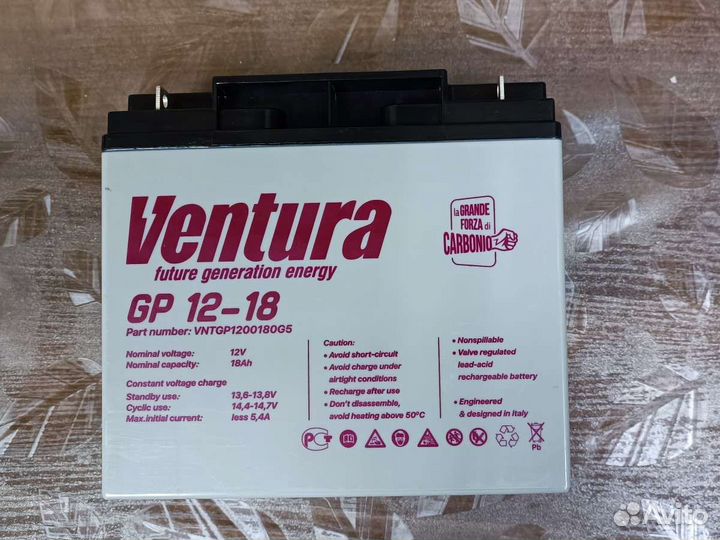 Ventura
future generation energy
la GRANDE
FORZA di
CARBONIO
GP 12-18
Part number: VNTGP1200180G5
Nominal voltage: 12V
Nominal capacity: 18Ah
Constant voltage charge
Standby use: 13,6-13,8V
Cyclic use: 14,4-14,7V
Max.initial current: less 5,4A
Caution:
• Avoid short-circuit
• Avoid charge under
airtight conditions
• Recharge after use
• Don't disassemble,
avoid heating above 50°C
• Nonspillable
• Valve regulated
lead-acid
rechargeable battery
• Engineered
& designed in Italy
Pb
Avito